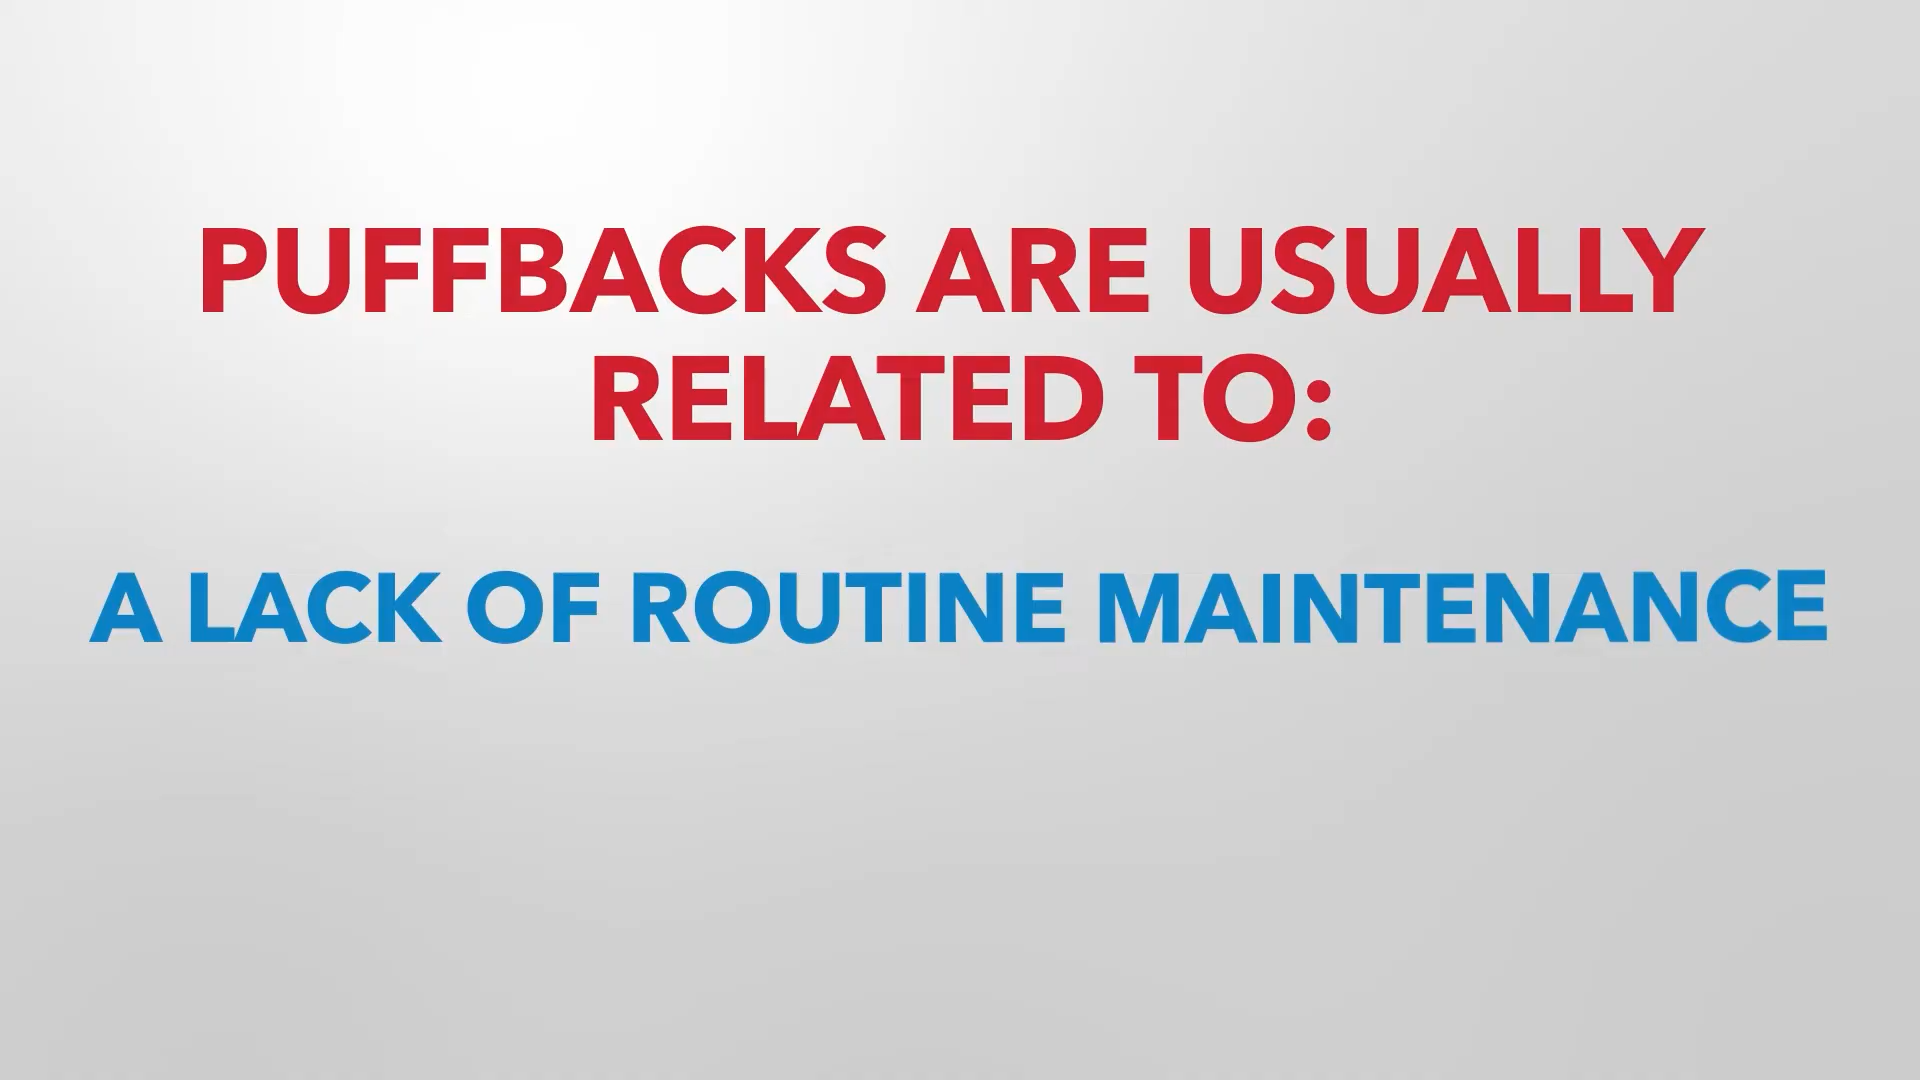 PUFFBACKS ARE USUALLY
RELATED TO:
A LACK OF ROUTINE MAINTENANCE